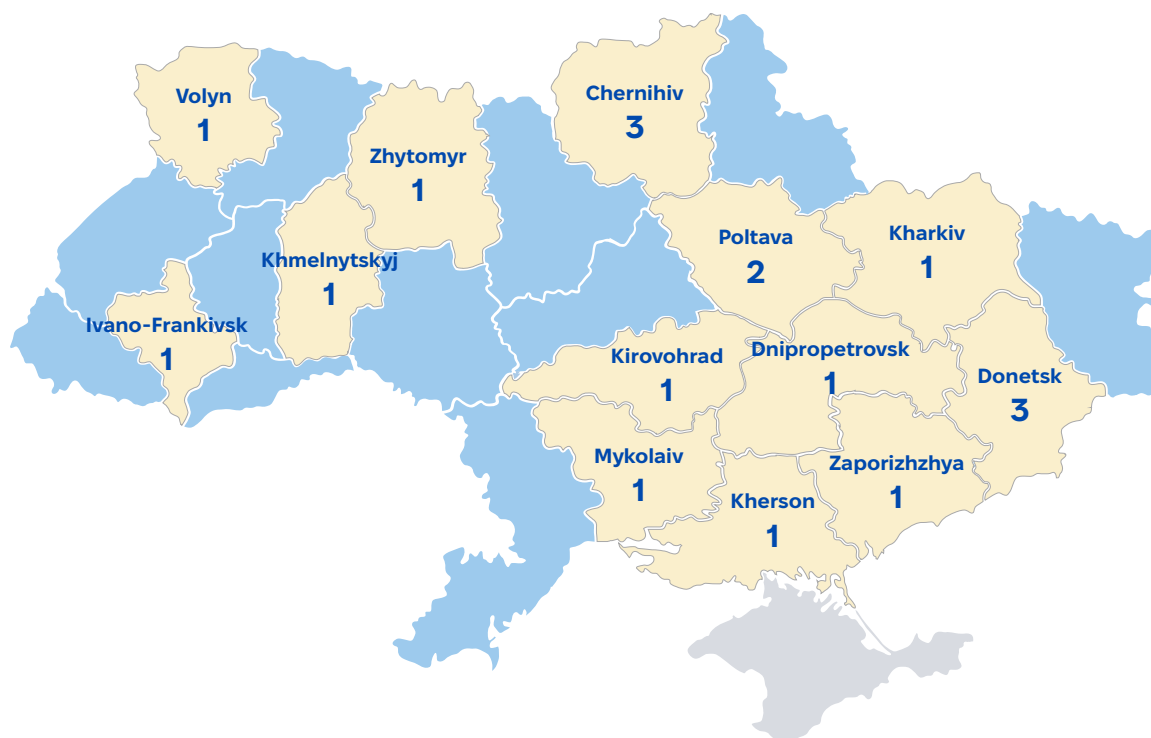 Volyn
1
Chernihiv
3
Zhytomyr
1
Poltava
2
Kharkiv
1
Khmelnytskyj
1
Ivano-Frankivsk
1
Kirovohrad
1
Dnipropetrovsk
1
Donetsk
3
Mykolaiv
1
Zaporizhzhya
1
Kherson
1